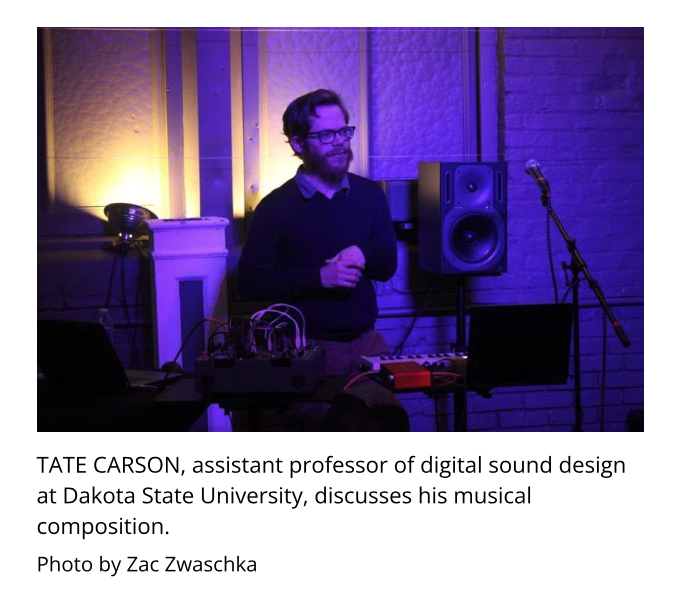 TATE CARSON, assistant professor of digital sound design
at Dakota State University, discusses his musical
composition.
Photo by Zac Zwaschka